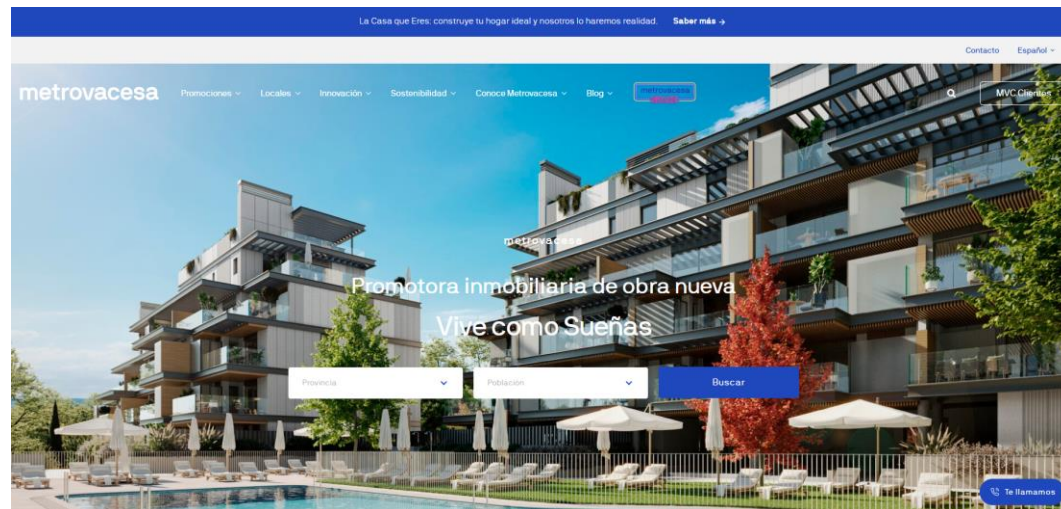 La Casa que Eres: construye tu hogar ideal y nosotros lo haremos realidad. Saber más →
Contacto Español
metrovacesa Promociones Locales Innovación Sostenibilidad Conoce Metrovacesa Blog metrovacesa MVC Clientes
metrovacesa
Promotora inmobiliaria de obra nueva
Vive como Sueñas
Provincia Población Buscar
Te llamamos